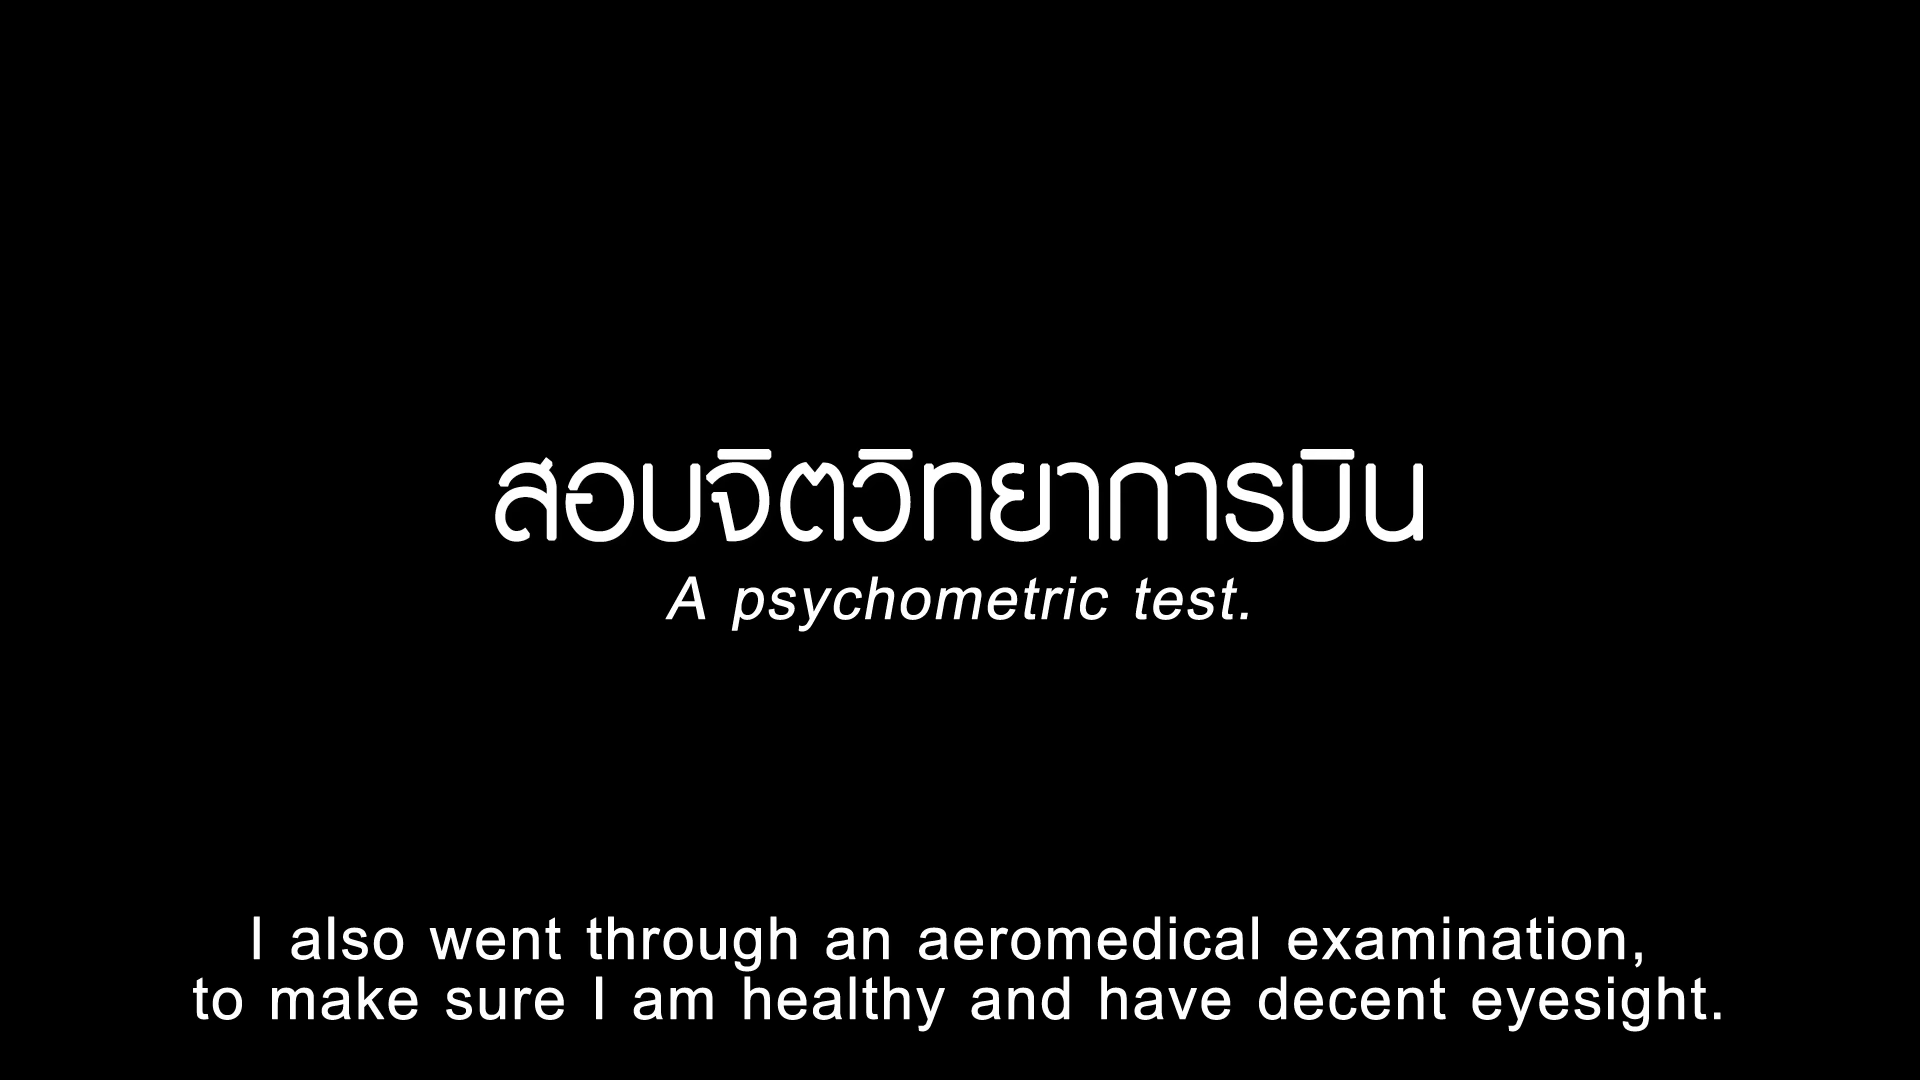 สอบจิตวิทยาการบิน
A psychometric test.
I also went through an aeromedical examination,
to make sure I am healthy and have decent eyesight.